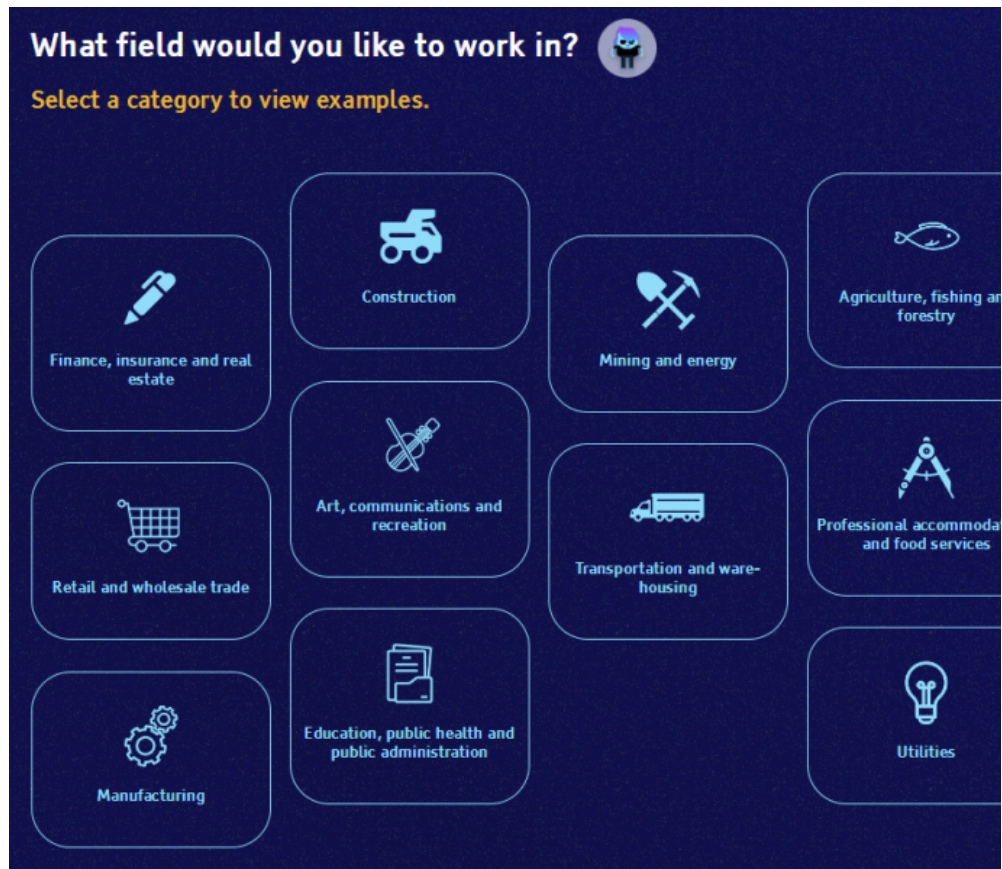 What field would you like to work in?
Select a category to view examples.
Construction
Agriculture, fishing
forestry
Finance, insurance and real
estate
Mining and energy
Art, communications and
recreation
Professional
and food services
Retail and wholesale trade
Transportation and ware-
housing
Education, public health and
public administration
Utilities
Manufacturing